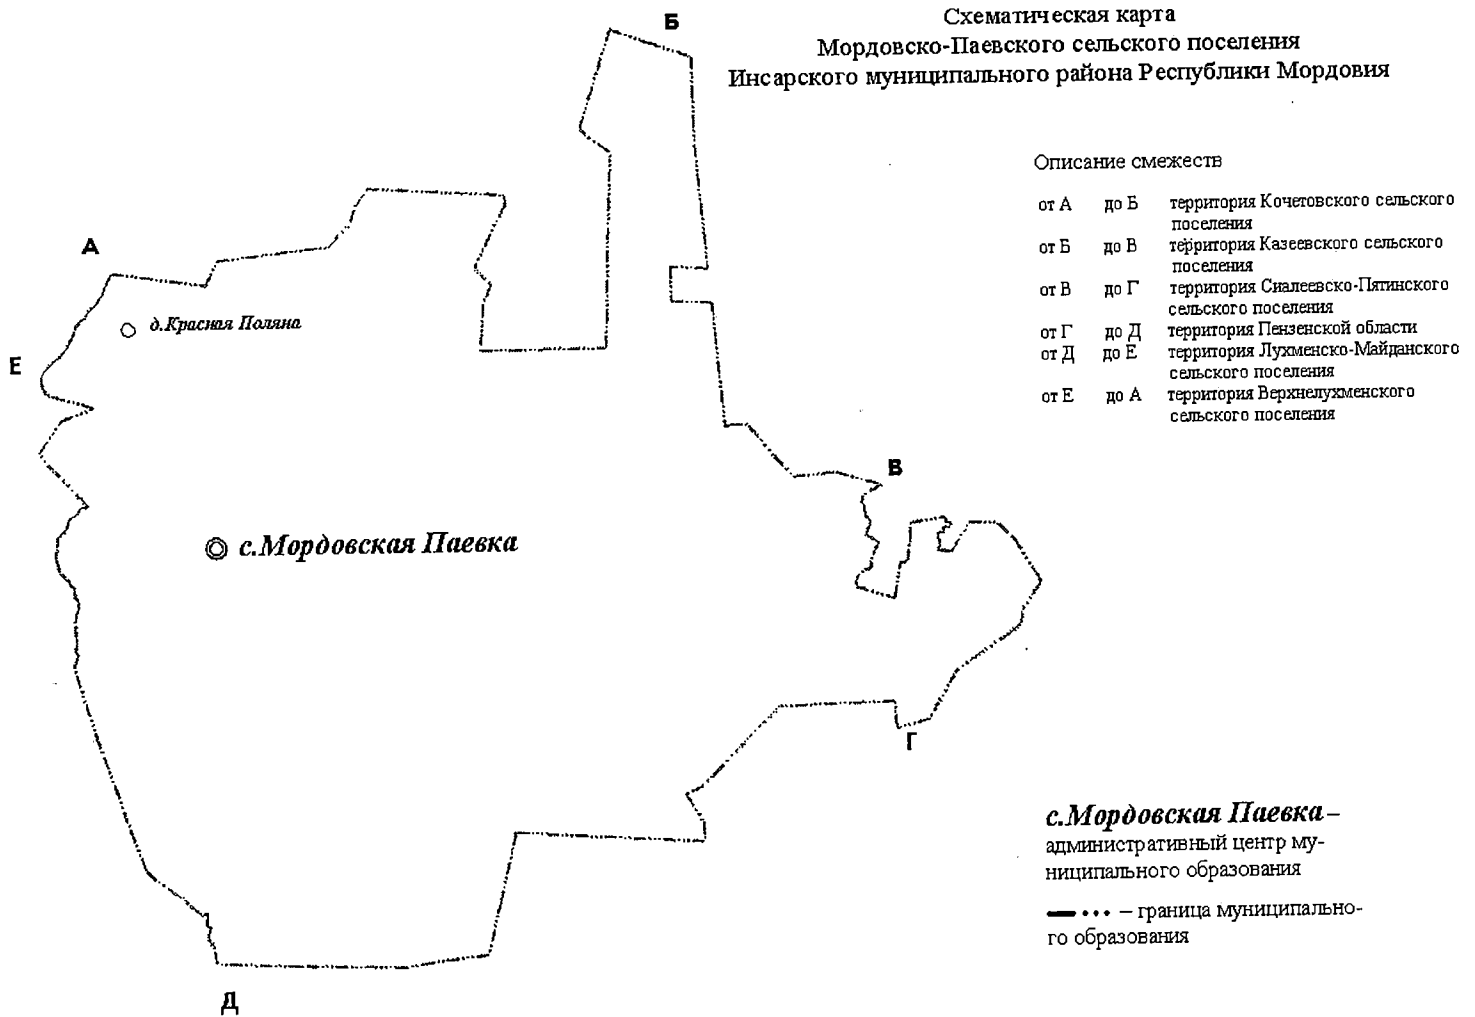 Схематическая карта
Мордовско-Паевского сельского поселения
Инсарского муниципального района Республики Мордовия
Описание смежеств
от А до Б территория Кочетовского сельского
поселения
от Б до В территория Казеевского сельского
поселения
от В до Г территория Сиалеевско-Пятинского
сельского поселения
от Г до Д территория Пензенской области
от Д до Е территория Лухменско-Майданского
сельского поселения
от Е до А территория Верхнелухменского
сельского поселения
Б
А
д.Красная Поляна
Е
В
с.Мордовская Паевка
Г
Д
с.Мордовская Паевка –
административный центр му-
ниципального образования
– граница муниципально-
го образования